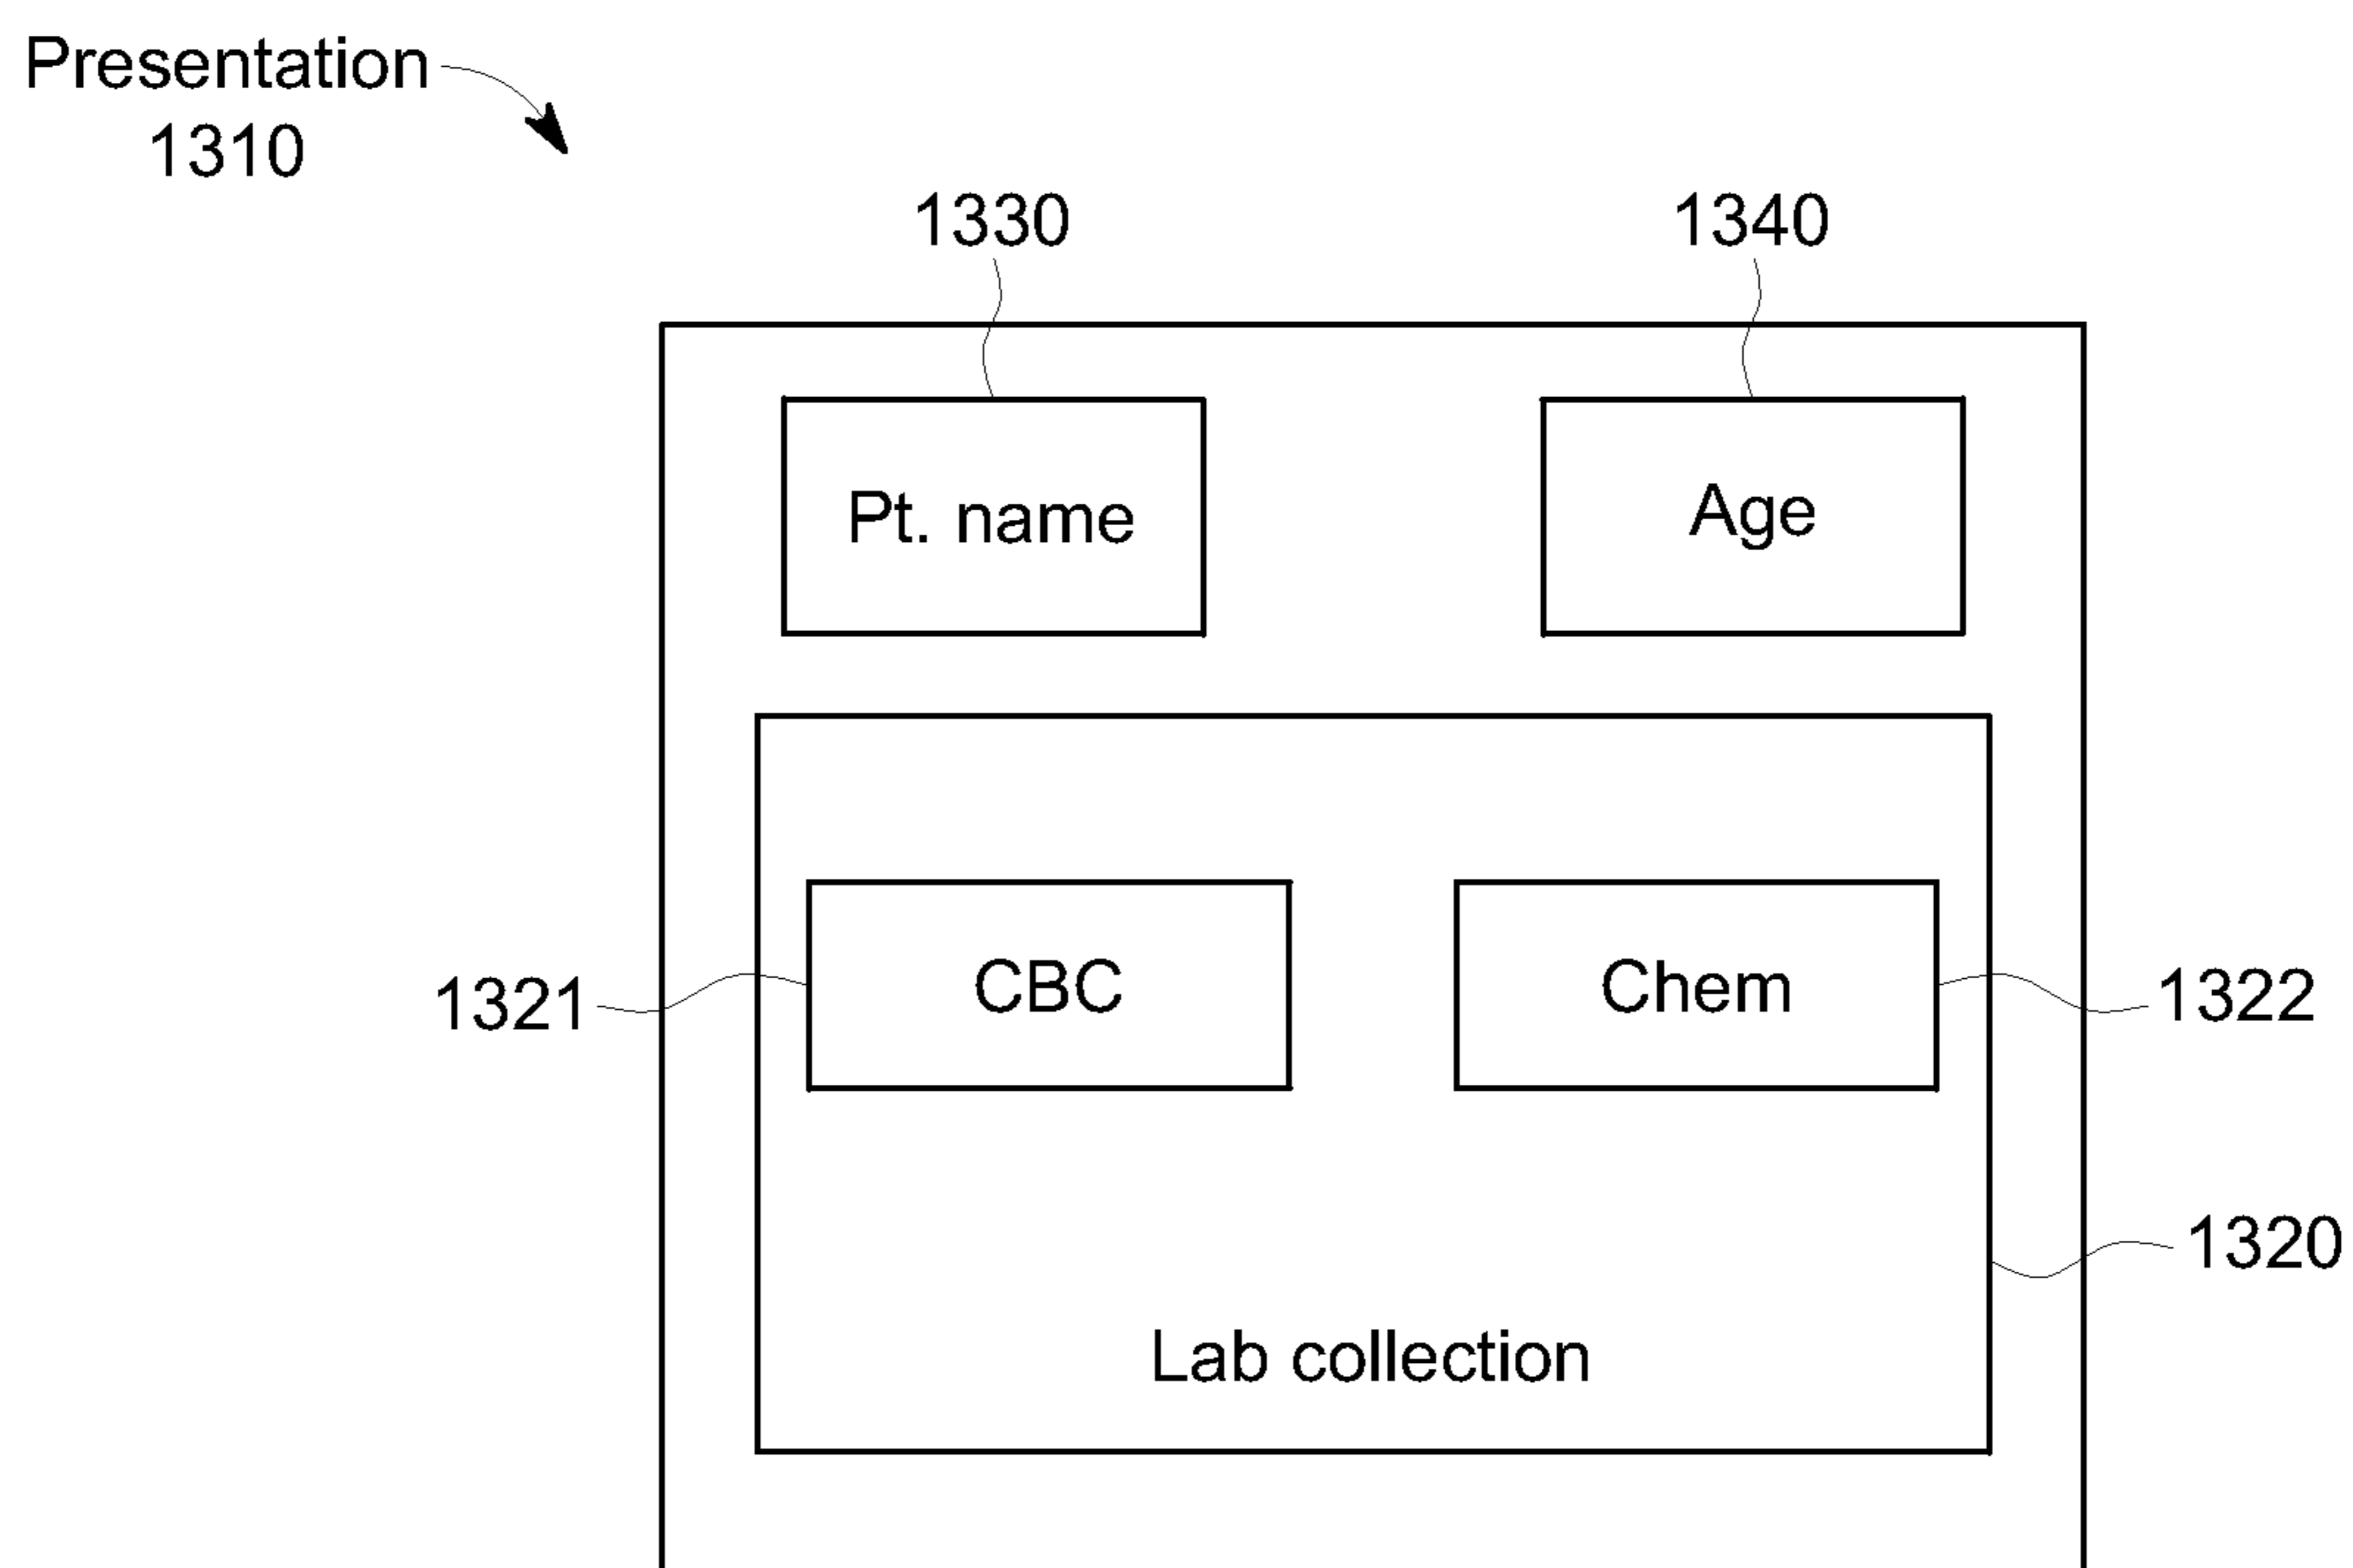 Presentation
1310
1330
1340
Pt. name
Age
CBC
Chem
1321
1322
1320
Lab collection